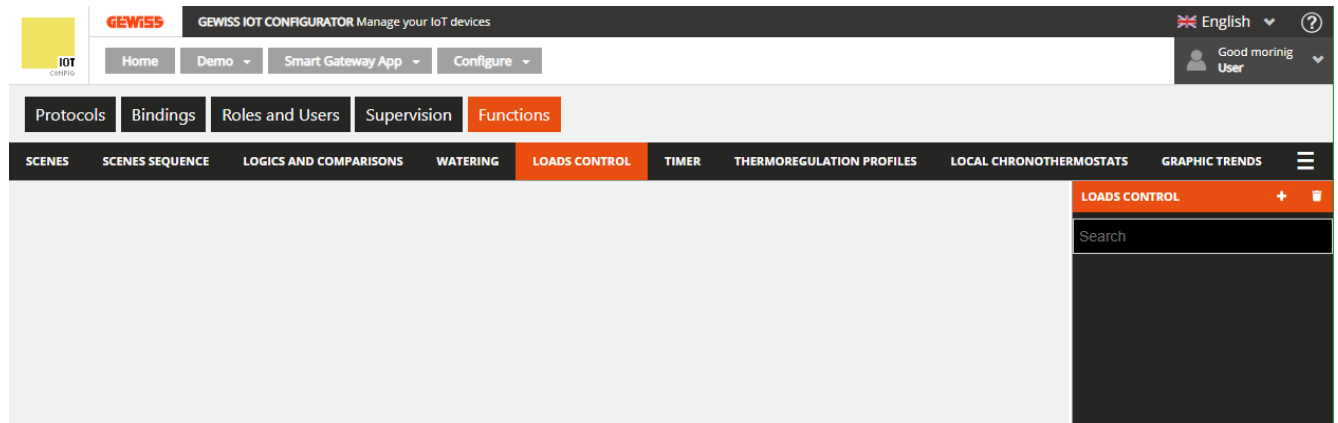 GEWISS GEWISS IOT CONFIGURATOR Manage your IoT devices English ?
IOT
CONFIG
Home Demo Smart Gateway App Configure
Good morinig
User
Protocols Bindings Roles and Users Supervision Functions
SCENES SCENES SEQUENCE LOGICS AND COMPARISONS WATERING LOADS CONTROL TIMER THERMOREGULATION PROFILES LOCAL CHRONOTHERMOSTATS GRAPHIC TRENDS
LOADS CONTROL
Search